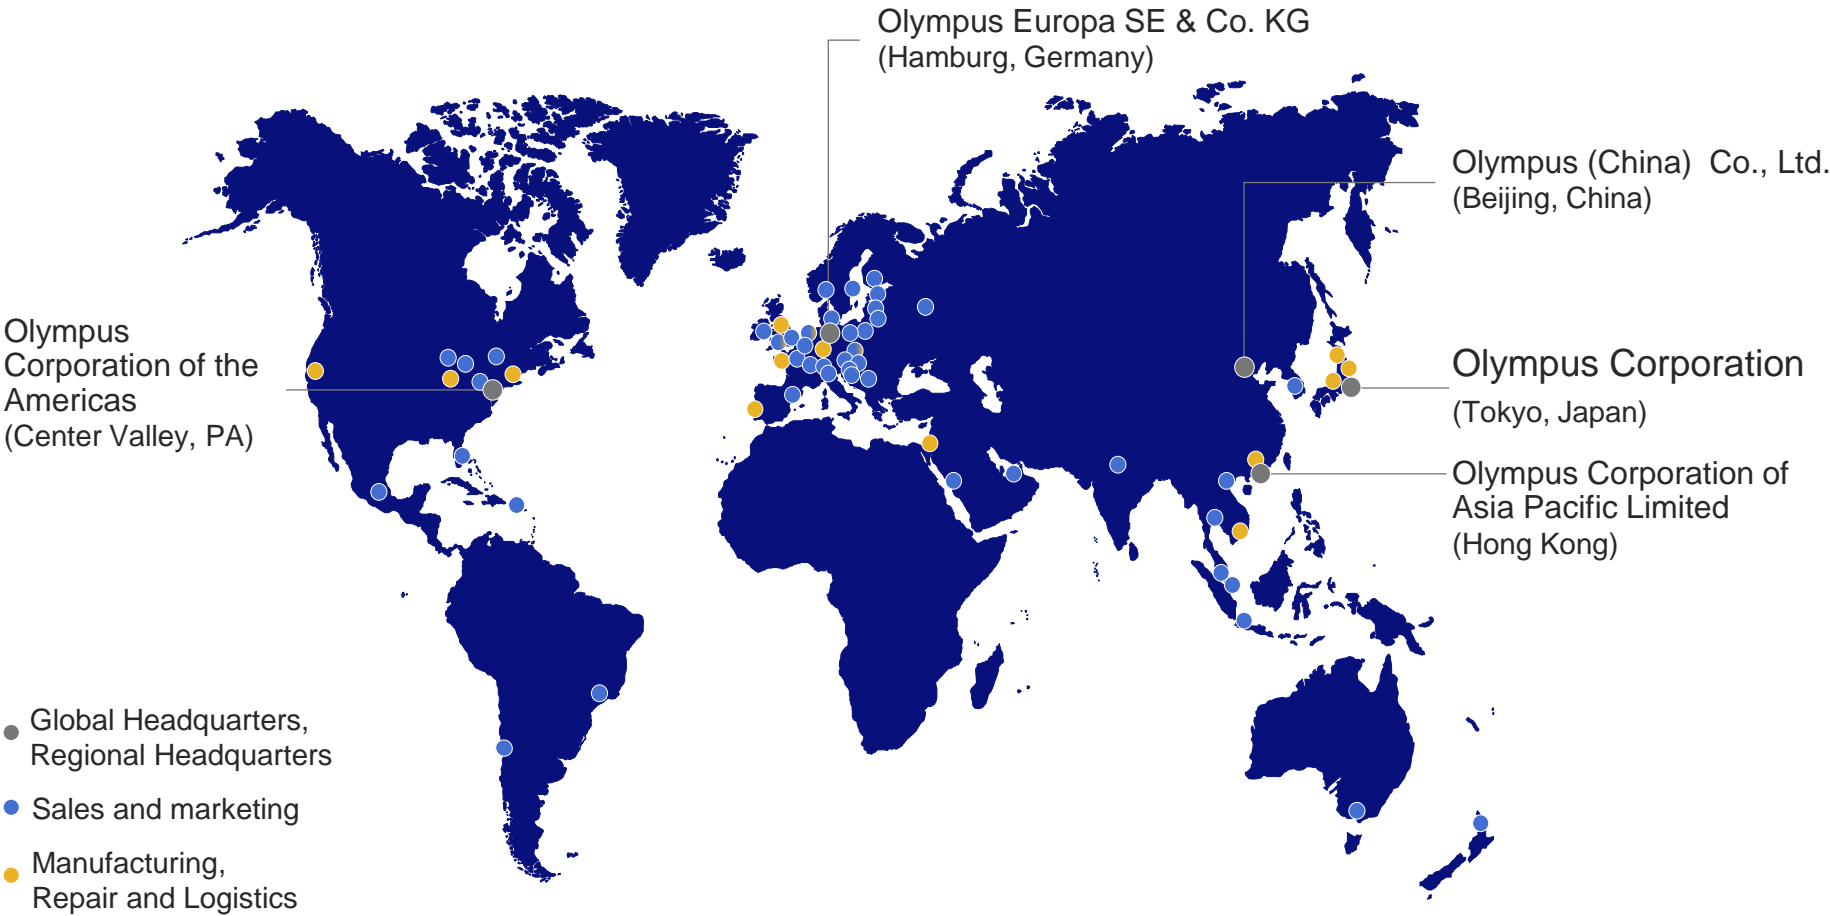 Olympus Europa SE & Co. KG
(Hamburg, Germany)
Olympus (China)  Co., Ltd.
(Beijing, China)
Olympus
Corporation of the
Americas
(Center Valley, PA)
Olympus Corporation
(Tokyo, Japan)
Olympus Corporation of
Asia Pacific Limited
(Hong Kong)
Global Headquarters,
Regional Headquarters
Sales and marketing
Manufacturing,
Repair and Logistics